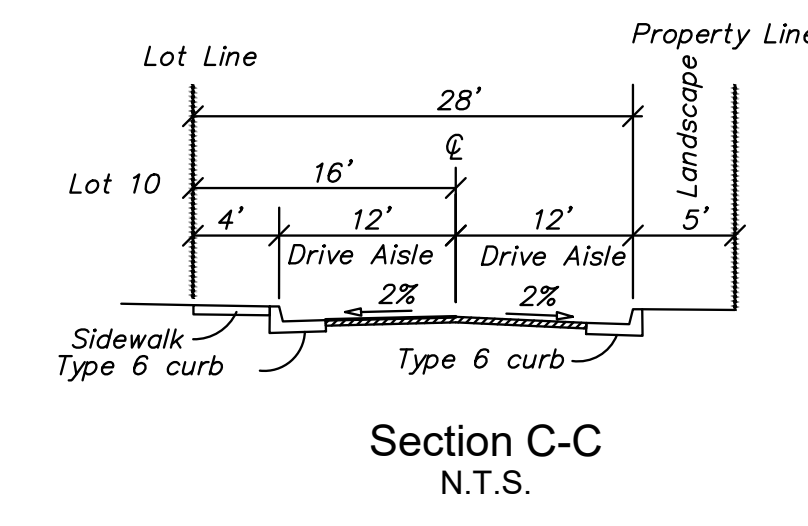 Property Line
Lot Line
Landscape
28'
℄
Lot 10
16'
4'
12'
12'
5'
Drive Aisle
Drive Aisle
2%
2%
Sidewalk
Type 6 curb
Type 6 curb
Section C-C
N.T.S.